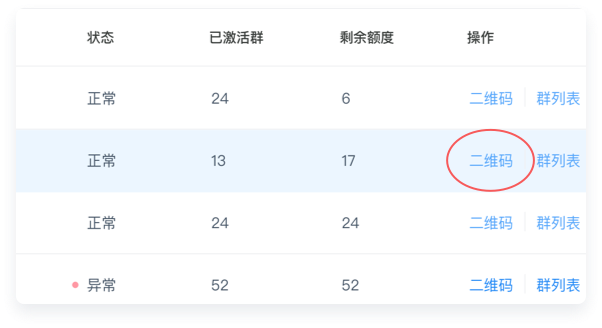 状态 已激活群 剩余额度 操作
正常 24 6 二维码 群列表
正常 13 17 二维码 群列表
正常 24 24 二维码 群列表
异常 52 52 二维码 群列表